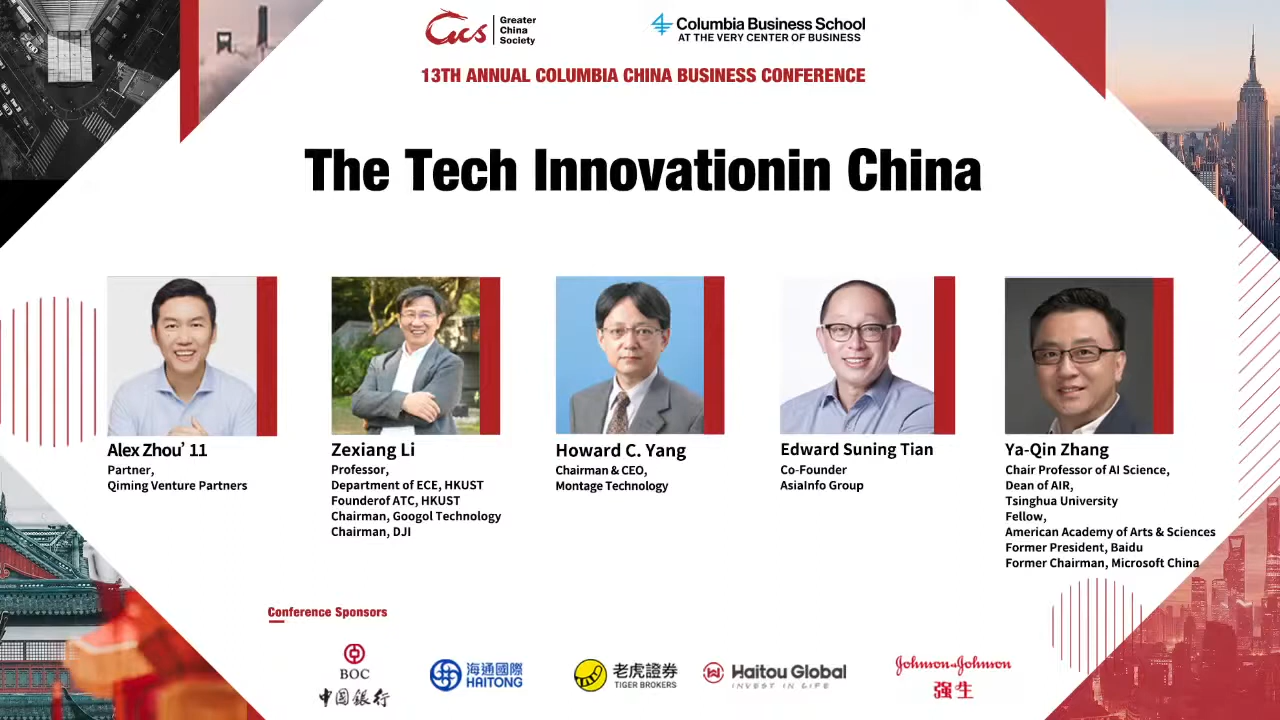 GCS
Greater
China
Society
Columbia Business School
AT THE VERY CENTER OF BUSINESS
13TH ANNUAL COLUMBIA CHINA BUSINESS CONFERENCE
The Tech Innovationin China
Alex Zhou’ 11
Partner,
Qiming Venture Partners
Zexiang Li
Professor,
Department of ECE, HKUST
Founderof ATC, HKUST
Chairman, Googol Technology
Chairman, DJI
Howard C. Yang
Chairman & CEO,
Montage Technology
Edward Suning Tian
Co-Founder
AsiaInfo Group
Ya-Qin Zhang
Chair Professor of AI Science,
Dean of AIR,
Tsinghua University
Fellow,
American Academy of Arts & Sciences
Former President, Baidu
Former Chairman, Microsoft China
Conference Sponsors
BOC
中国銀行
海通國際
HAITONG
老虎證券
TIGER BROKERS
Haitou Global
INVEST IN LIFE
Johnson & Johnson
強生